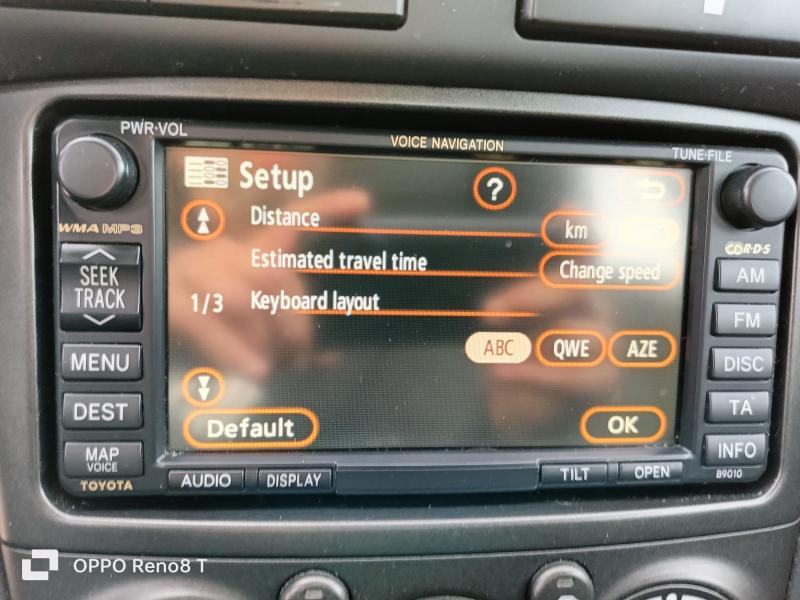 PWR·VOL
VOICE NAVIGATION
TUNE·FILE
WMA MP3
SEEK
TRACK
MENU
DEST
MAP
VOICE
TOYOTA
Setup
?
Distance
km
Estimated travel time
Change speed
1/3
Keyboard layout
ABC
QWE
AZE
Default
OK
R·D·S
AM
FM
DISC
TA
INFO
B9010
AUDIO
DISPLAY
TILT
OPEN
OPPO Reno8 T